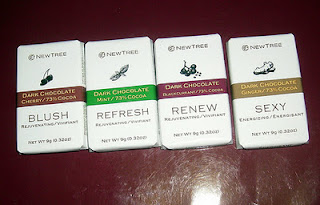 © NEWTREE
DARK CHOCOLATE
CHERRY/73% COCOA
BLUSH
REJUVENATING/VIVIFIANT
NET WT 9g (0.32oz)
© NEWTREE
DARK CHOCOLATE
MINT/73% COCOA
REFRESH
REJUVENATING/VIVIFIANT
NET WT 9g (0.32oz)
© NEWTREE
DARK CHOCOLATE
BLACKCURRANT/73% COCOA
RENEW
REJUVENATING/VIVIFIANT
NET WT 9g (0.32oz)
© NEWTREE
DARK CHOCOLATE
GINGER/73% COCOA
SEXY
ENERGIZING/ENERGISANT
NET WT 9g (0.32oz)